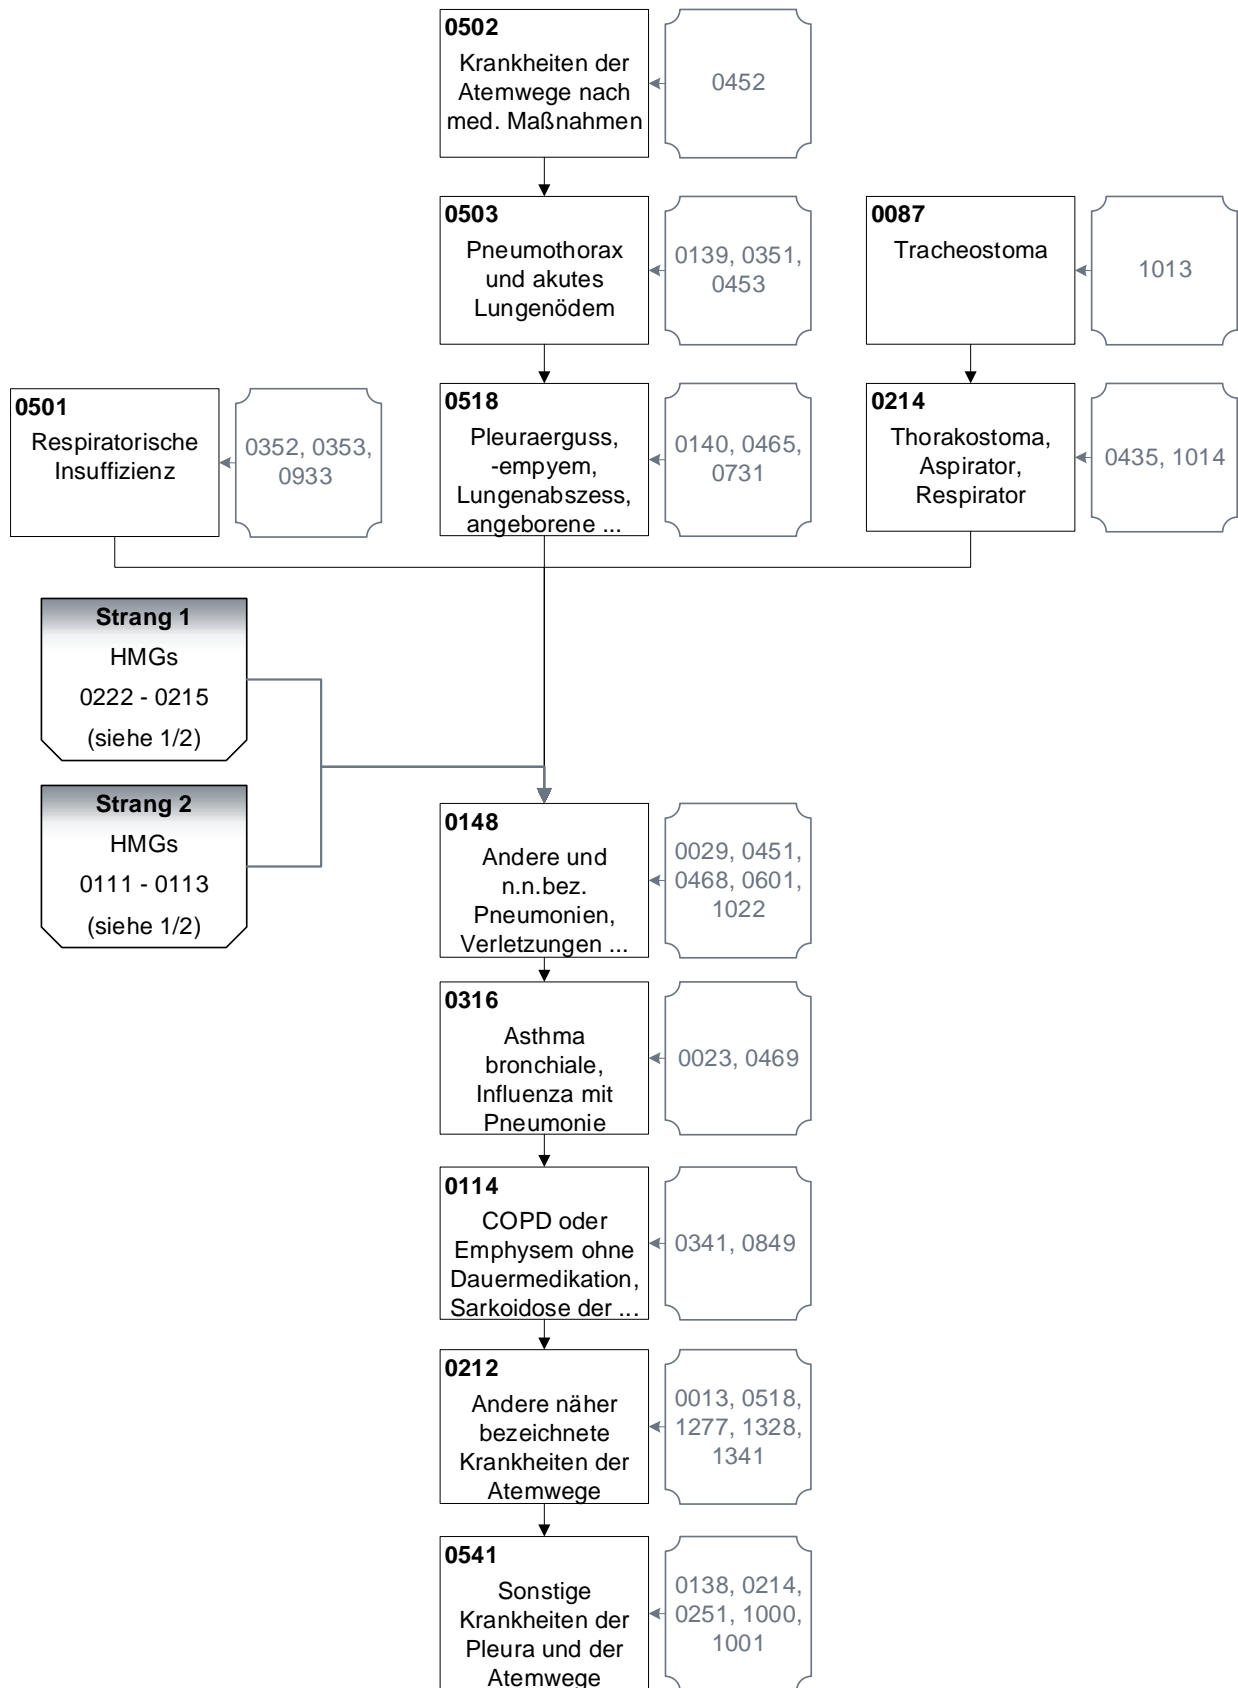 0502
Krankheiten der
Atemwege nach
med. Maßnahmen
0452
0503
Pneumothorax
und akutes
Lungenödem
0139, 0351,
0453
0087
Tracheostoma
1013
0501
Respiratorische
Insuffizienz
0352, 0353,
0933
0518
Pleuraerguss,
-empyem,
Lungenabszess,
angeborene ...
0140, 0465,
0731
0214
Thorakostoma,
Aspirator,
Respirator
0435, 1014
Strang 1
HMGs
0222 - 0215
(siehe 1/2)
Strang 2
HMGs
0111 - 0113
(siehe 1/2)
0148
Andere und
n.n.bez.
Pneumonien,
Verletzungen ...
0029, 0451,
0468, 0601,
1022
0316
Asthma
bronchiale,
Influenza mit
Pneumonie
0023, 0469
0114
COPD oder
Emphysem ohne
Dauermedikation,
Sarkoidose der ...
0341, 0849
0212
Andere näher
bezeichnete
Krankheiten der
Atemwege
0013, 0518,
1277, 1328,
1341
0541
Sonstige
Krankheiten der
Pleura und der
Atemwege
0138, 0214,
0251, 1000,
1001